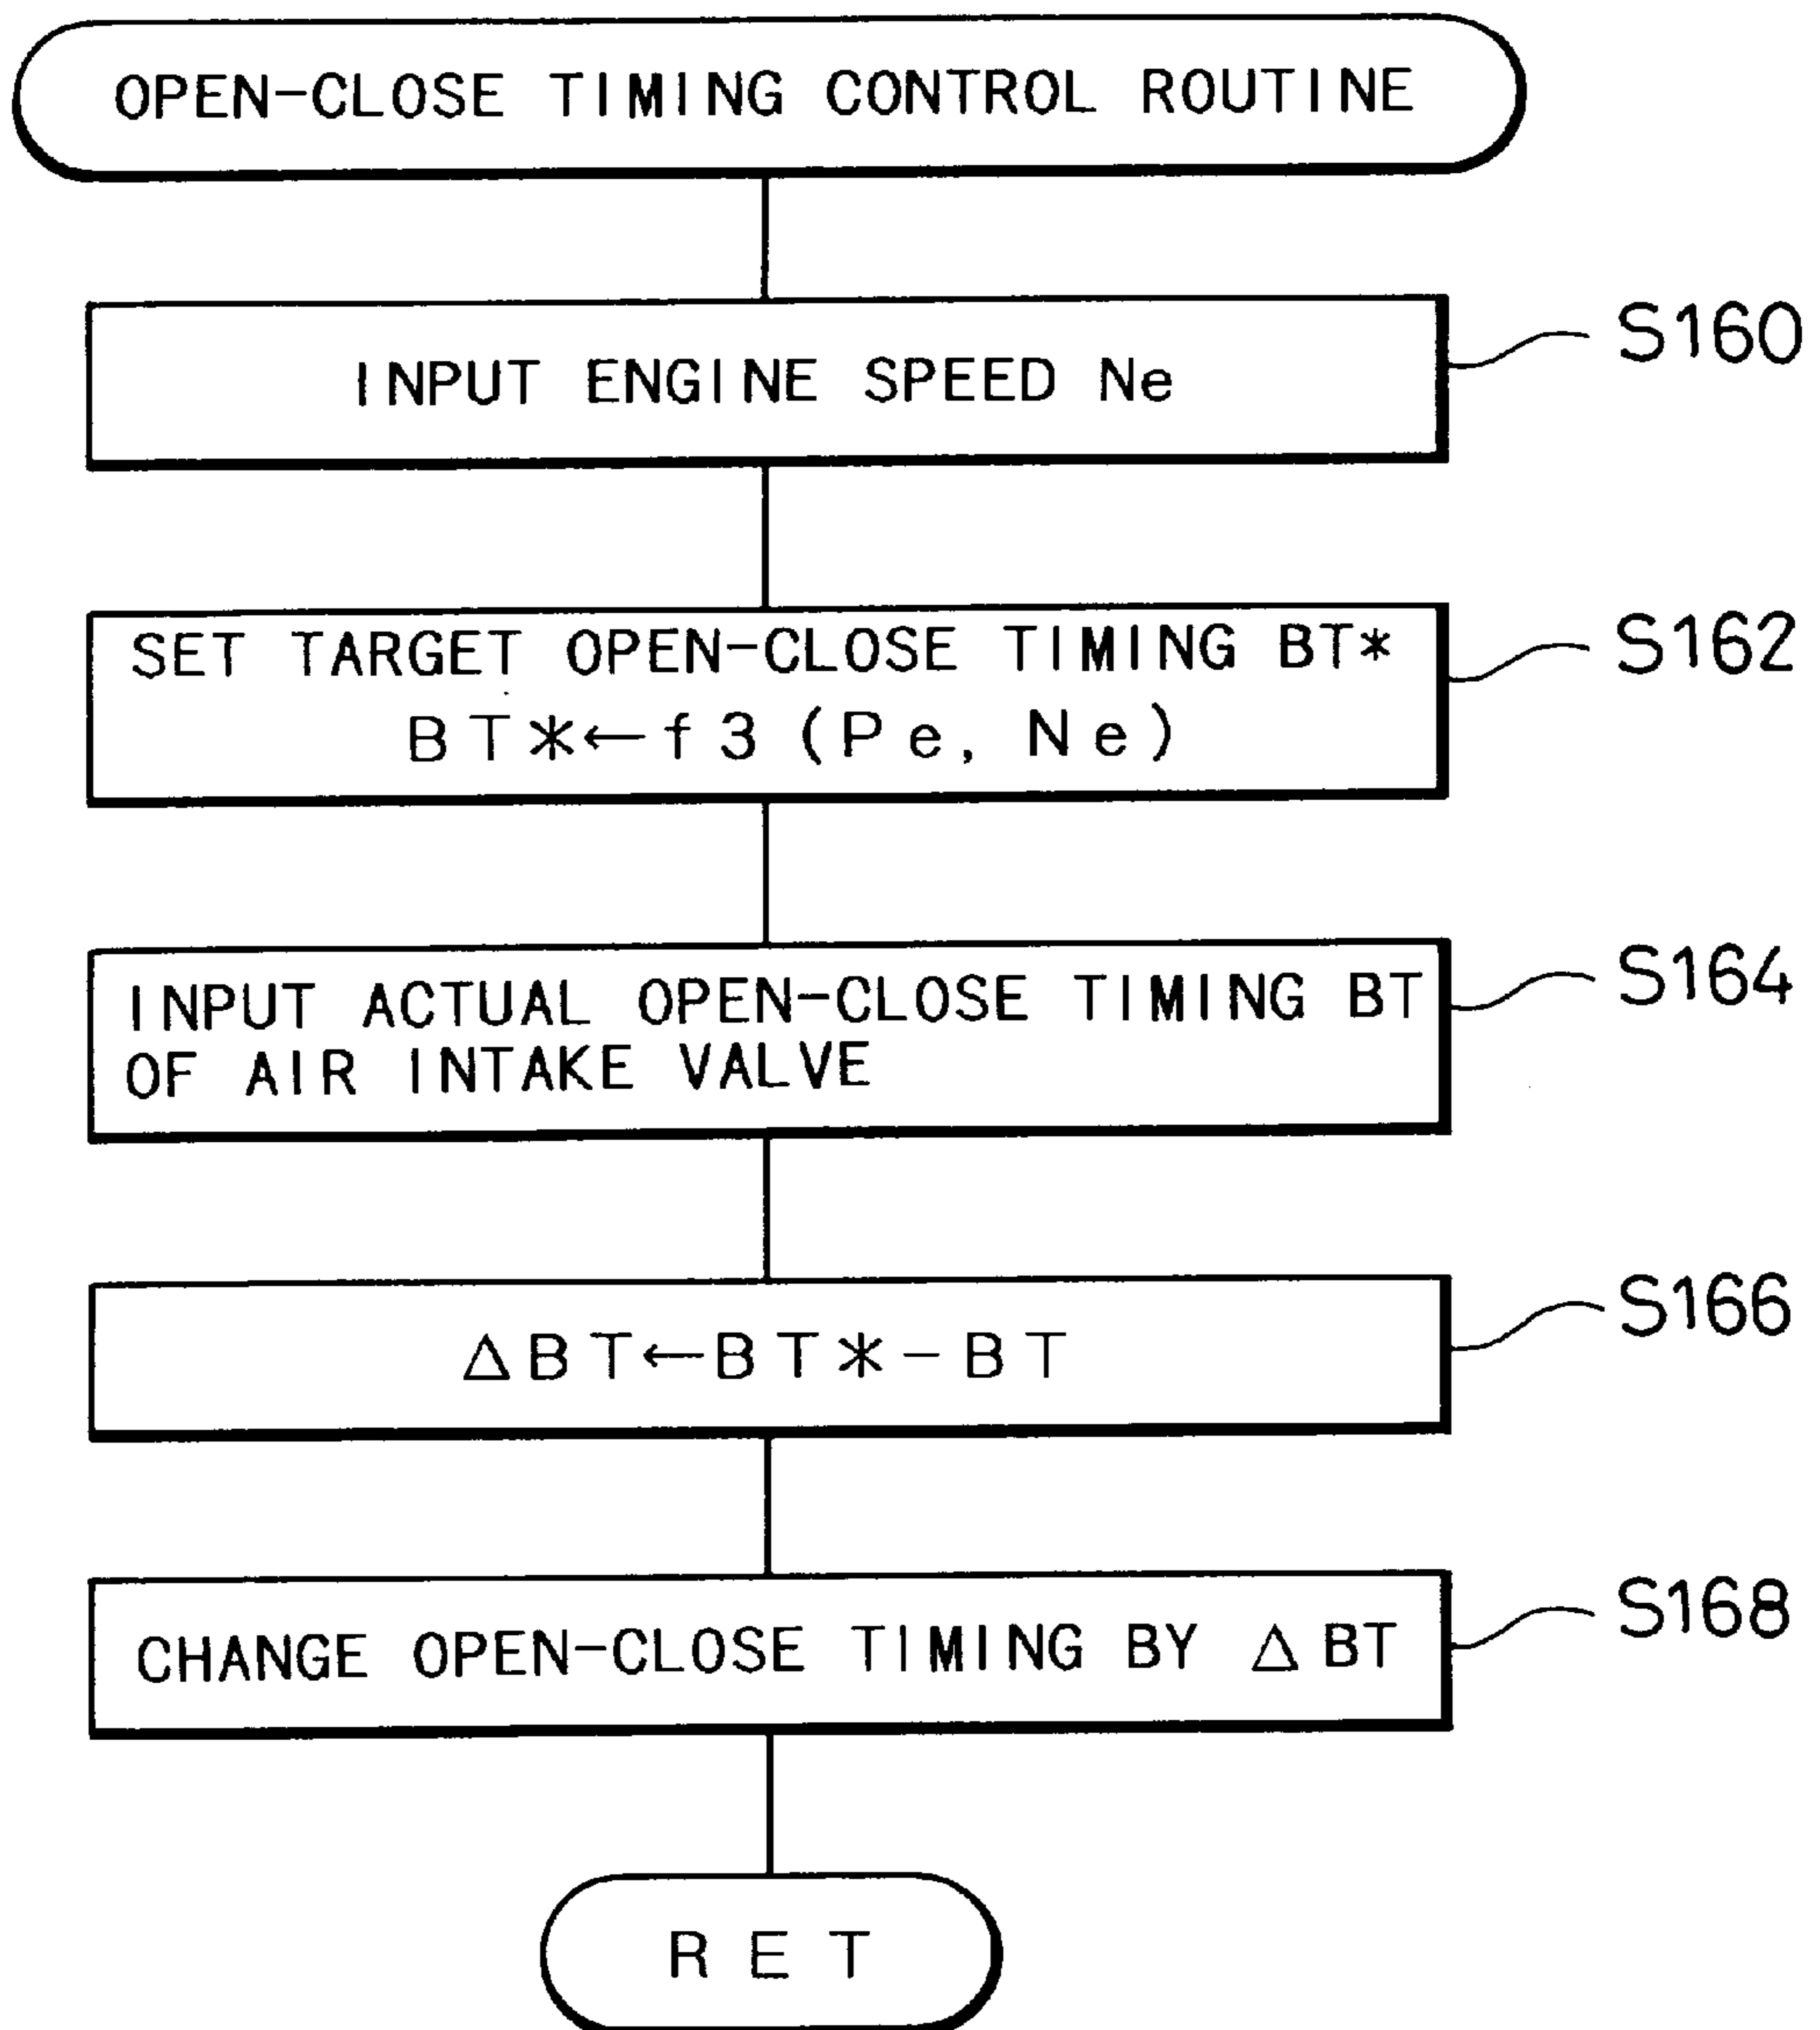 OPEN-CLOSE TIMING CONTROL ROUTINE
INPUT ENGINE SPEED Ne
S160
SET TARGET OPEN-CLOSE TIMING BT*
BT*←f3(Pe, Ne)
S162
INPUT ACTUAL OPEN-CLOSE TIMING BT
OF AIR INTAKE VALVE
S164
ΔBT←BT*-BT
S166
CHANGE OPEN-CLOSE TIMING BY ΔBT
S168
RET